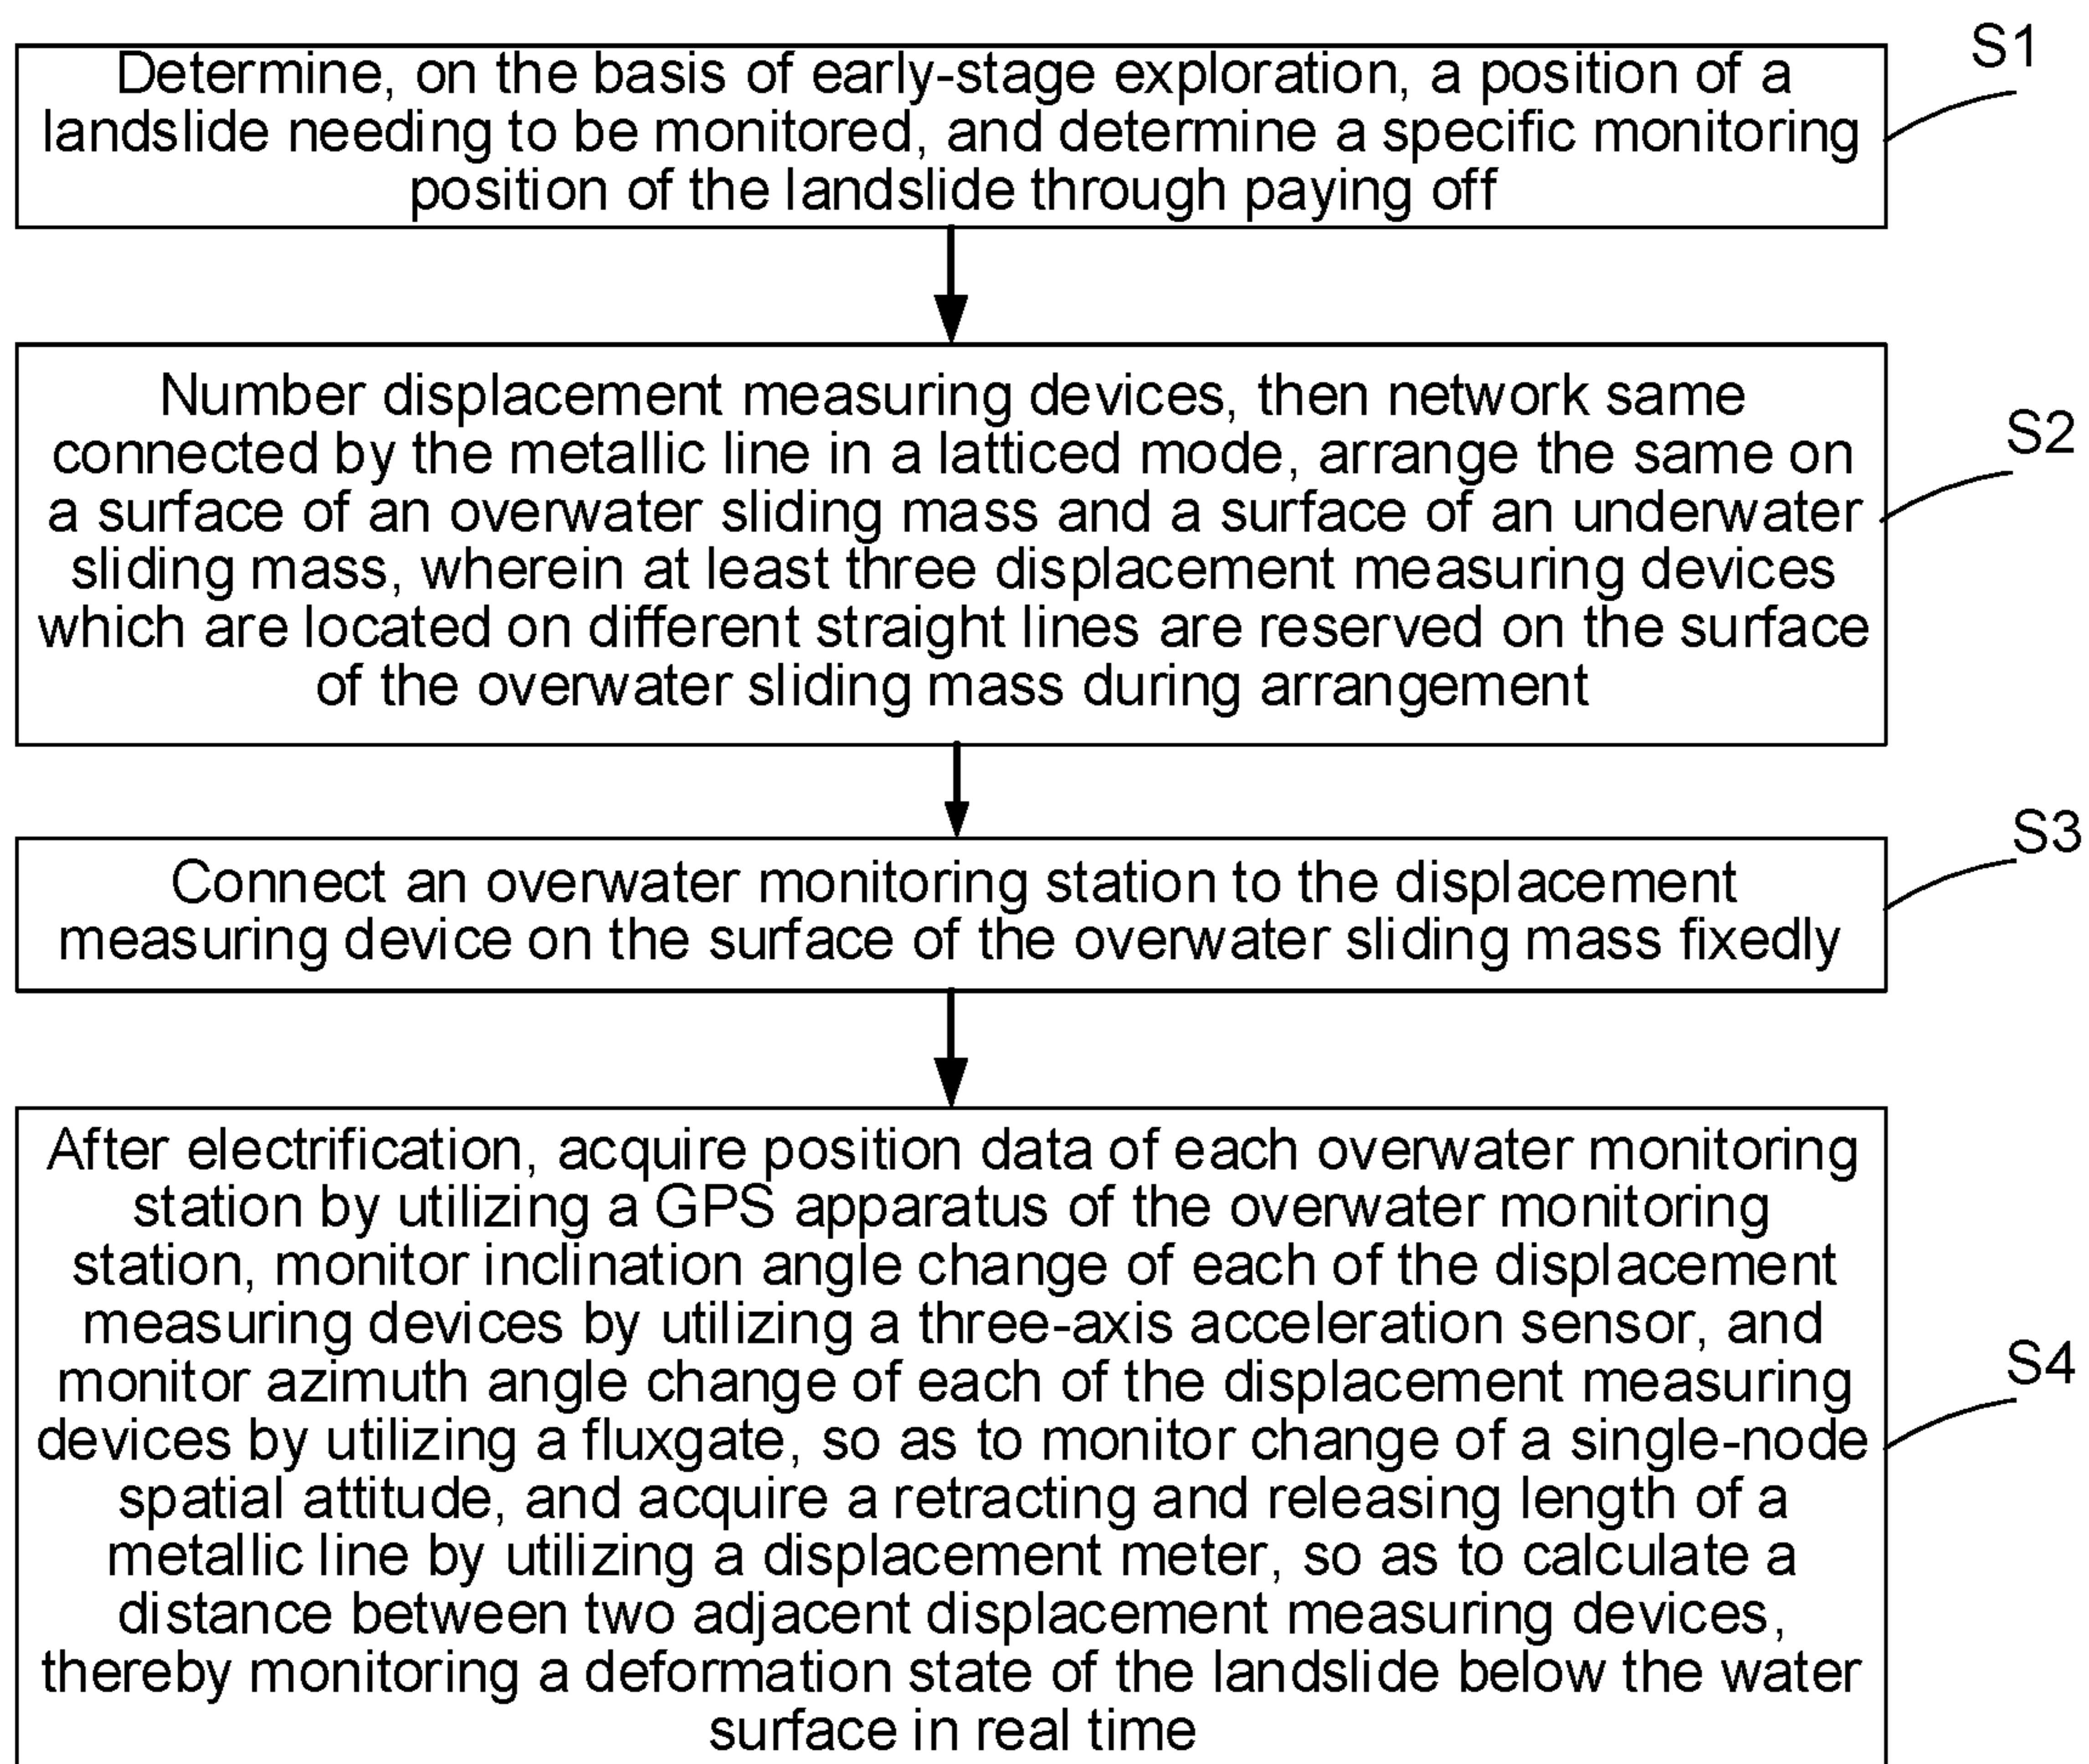 S1
Determine, on the basis of early-stage exploration, a position of a
landslide needing to be monitored, and determine a specific monitoring
position of the landslide through paying off
Number displacement measuring devices, then network same
connected by the metallic line in a latticed mode, arrange the same on
a surface of an overwater sliding mass and a surface of an underwater
sliding mass, wherein at least three displacement measuring devices
which are located on different straight lines are reserved on the surface
of the overwater sliding mass during arrangement
S2
Connect an overwater monitoring station to the displacement
measuring device on the surface of the overwater sliding mass fixedly
S3
After electrification, acquire position data of each overwater monitoring
station by utilizing a GPS apparatus of the overwater monitoring
station, monitor inclination angle change of each of the displacement
measuring devices by utilizing a three-axis acceleration sensor, and
monitor azimuth angle change of each of the displacement measuring
devices by utilizing a fluxgate, so as to monitor change of a single-node
spatial attitude, and acquire a retracting and releasing length of a
metallic line by utilizing a displacement meter, so as to calculate a
distance between two adjacent displacement measuring devices,
thereby monitoring a deformation state of the landslide below the water
surface in real time
S4